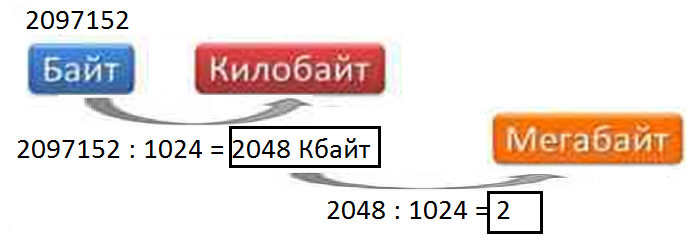 2097152
Байт
Килобайт
2097152 : 1024 = 2048 Кбайт
Мегабайт
2048 : 1024 = 2